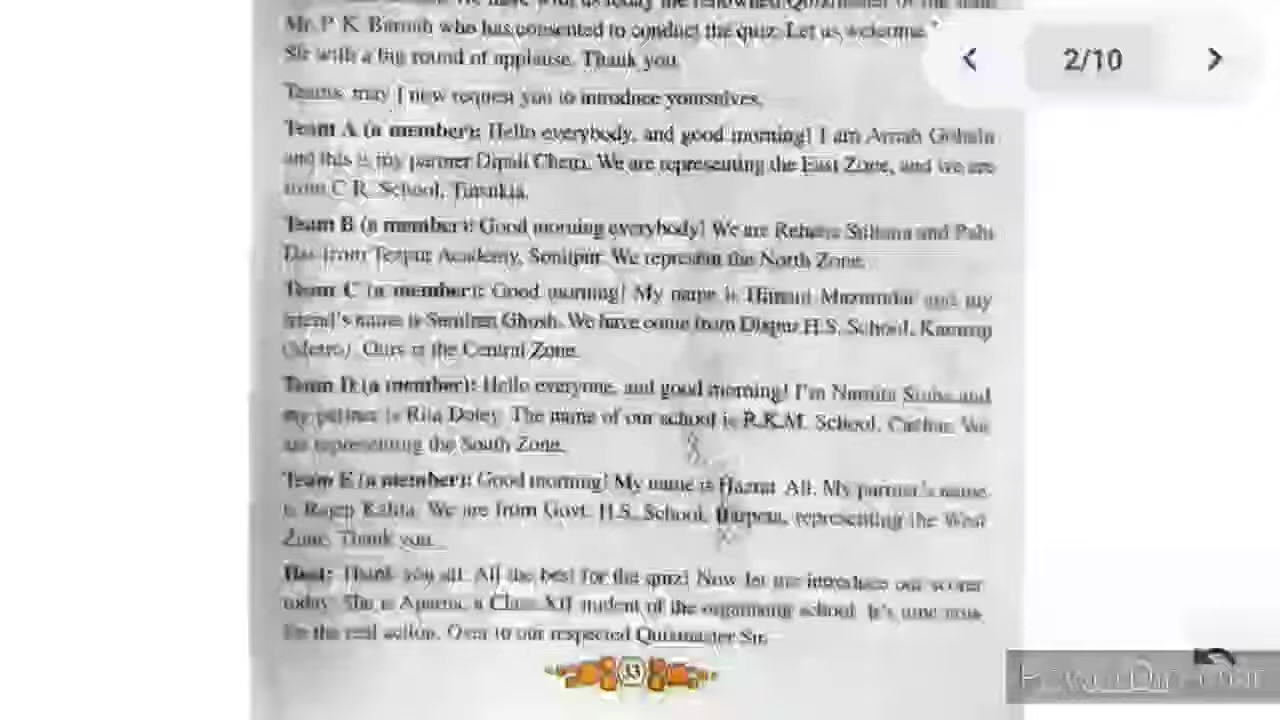 Mr. P. K. who has consented to conduct the quiz. Let us welcome
Sir with a big round of applause. Thank you.
2/10
Teams, may I now request you to introduce yourselves.
Team A (a member): Hello everybody, and good morning! I am Arnab Gohain
and this is my partner Dipali Chetri. We are representing the East Zone, and we are
from C.R. School, Tinsukia.
Team B (a member): Good morning everybody! We are Rehana Sultana and
Das from Tezpur Academy, Sonitpur. We represent the North Zone.
Team C (a member): Good morning! My name is Mazumdar and my
friend's name is Ghosh. We have come from Dispur H.S. School, Kamrup
(Metro). Ours is the Central Zone.
Team D (a member): Hello everyone, and good morning! I'm Namita and
my partner is Rita Doley. The name of our school is R.K.M. School, Cachar. We
are representing the South Zone.
Team E (a member): Good morning! My name is Hazrat Ali. My partner's name
is Kalita. We are from Govt. H.S. School, Barpeta, representing the West
Zone. Thank you.
Host: Thank you all. All the best for the quiz! Now let me introduce our scorer
today. She is Aparna, a Class XII student of the organising school. It's time now
for the real action. Over to our respected Quizmaster Sir.
33